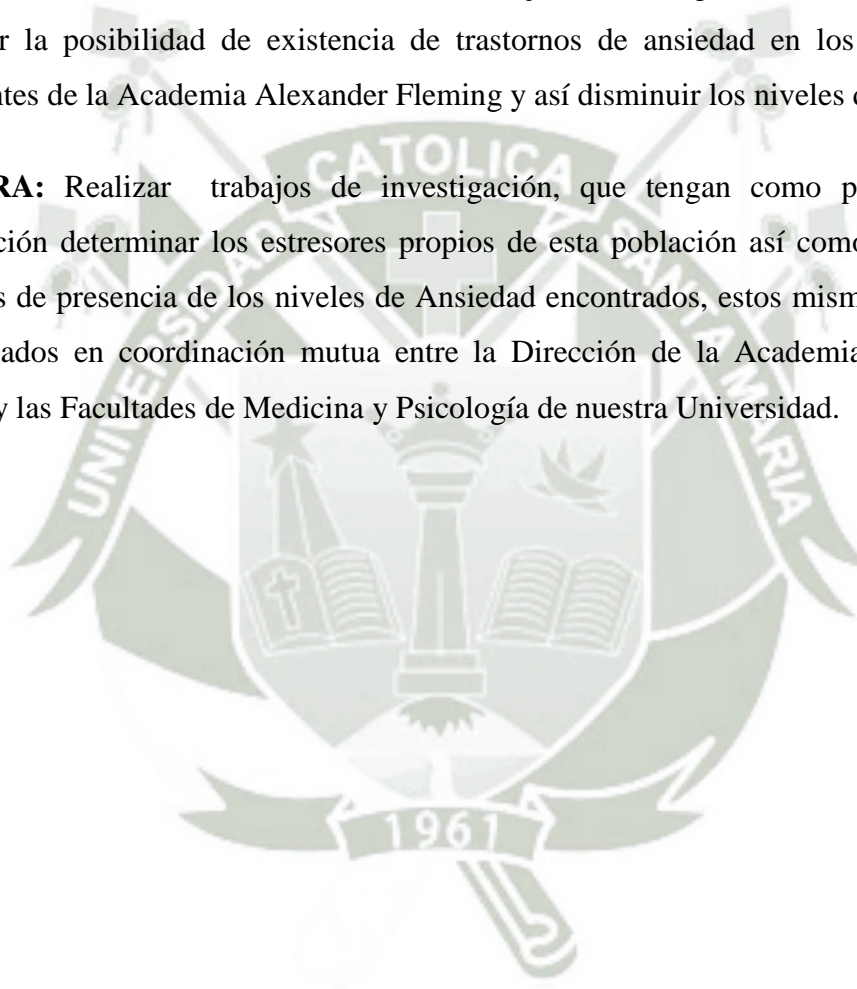 r la posibilidad de existencia de trastornos de ansiedad en los
ntes de la Academia Alexander Fleming y así disminuir los niveles
RA: Realizar trabajos de investigación, que tengan como p
ción determinar los estresores propios de esta población así como
s de presencia de los niveles de Ansiedad encontrados, estos mism
ados en coordinación mutua entre la Dirección de la Academia
y las Facultades de Medicina y Psicología de nuestra Universidad.
UNIVERSIDAD CATOLICA SANTA MARIA
1961